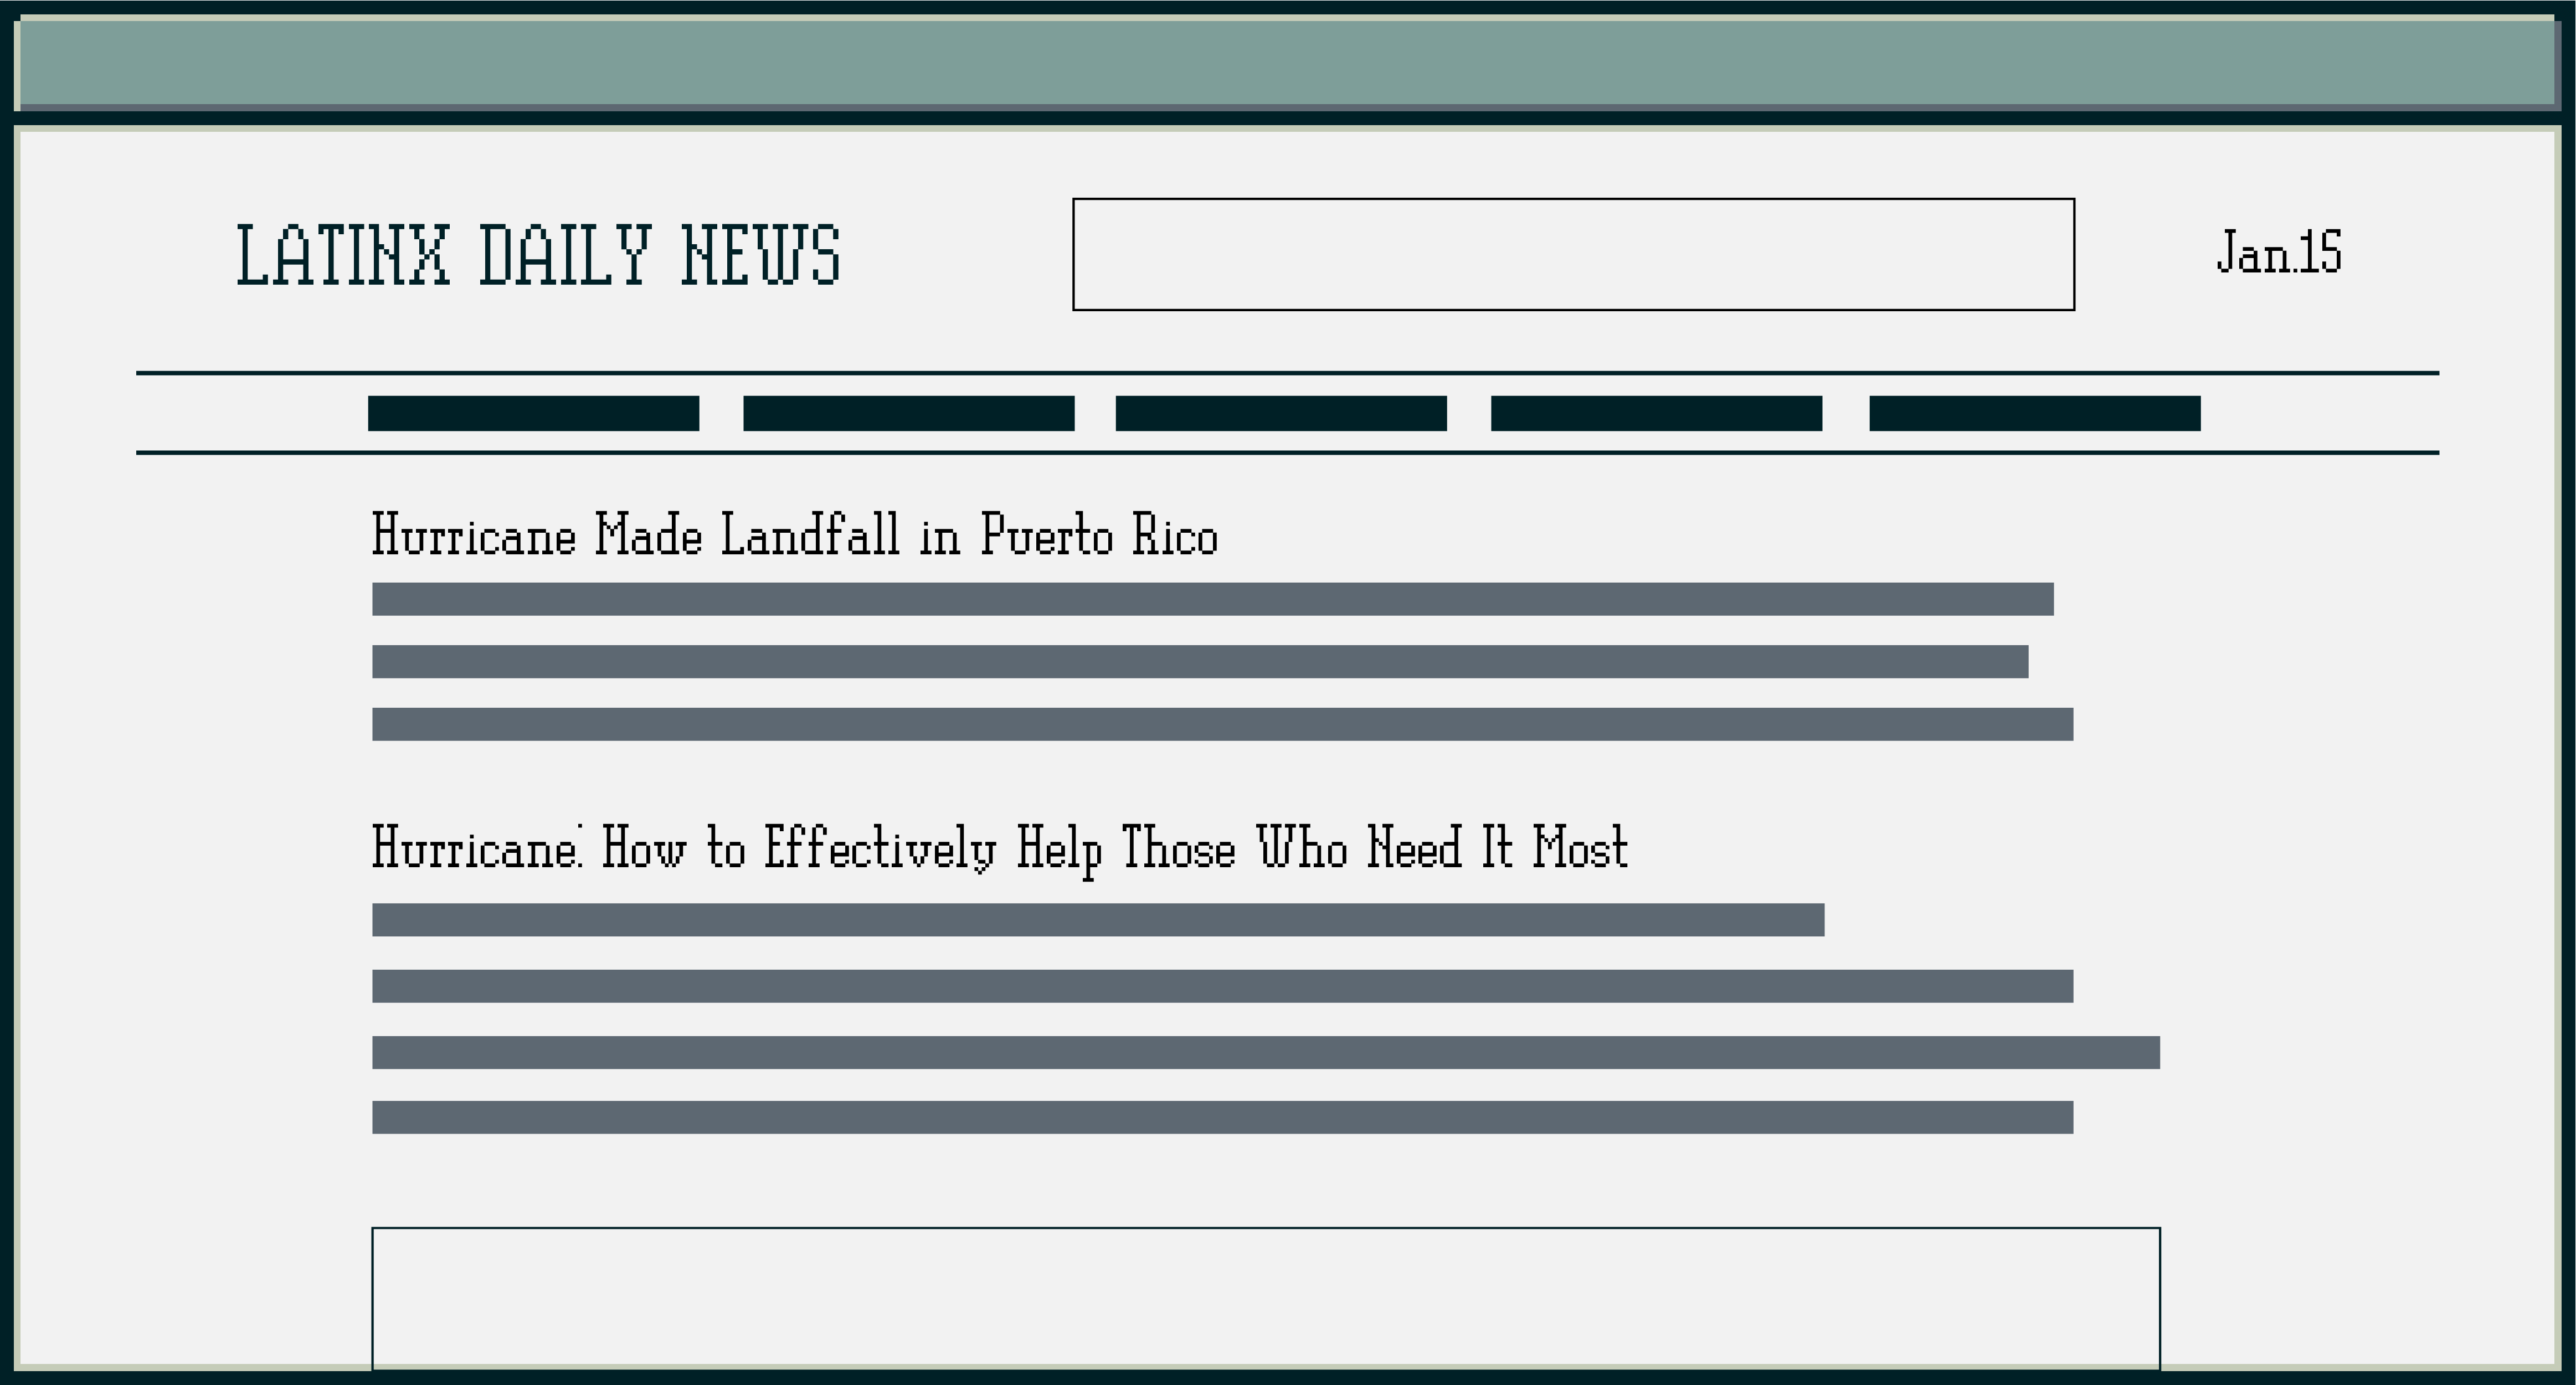 LATINX DAILY NEWS
Jan.15
Hurricane Made Landfall in Puerto Rico
Hurricane: How to Effectively Help Those Who Need It Most